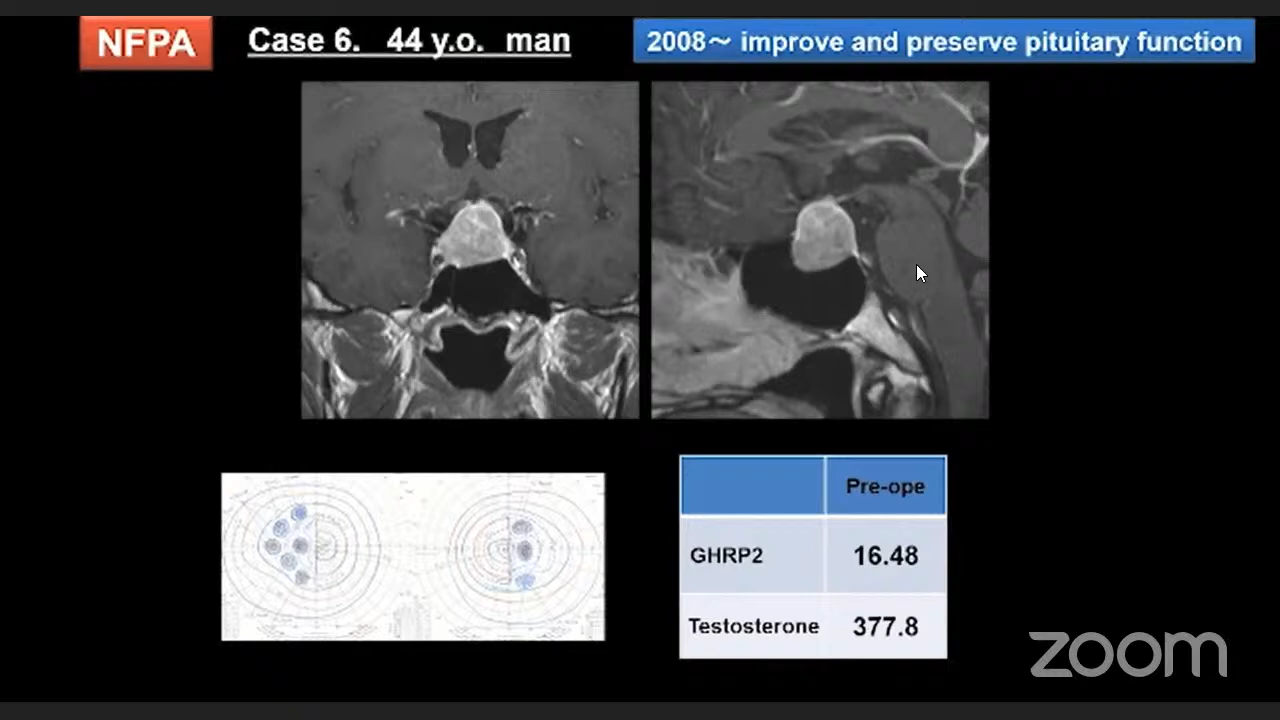 NFPA
Case 6. 44 y.o. man
2008～ improve and preserve pituitary function
Pre-ope
GHRP2 16.48
Testosterone 377.8
zoom